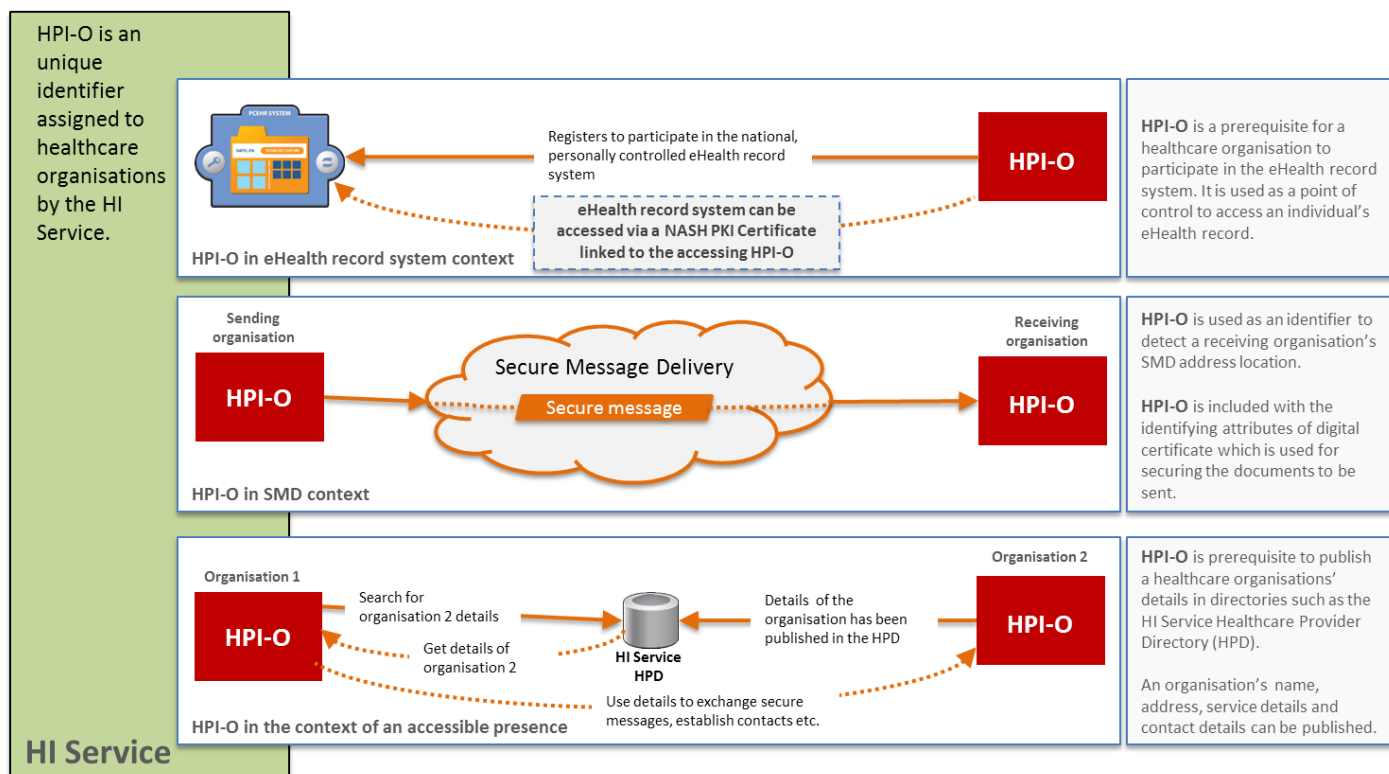 HPI-O is an
unique
identifier
assigned to
healthcare
organisations
by the HI
Service.
PCEHR SYSTEM
Registers to participate in the national,
personally controlled eHealth record
system
HPI-O
eHealth record system can be
accessed via a NASH PKI Certificate
linked to the accessing HPI-O
HPI-O in eHealth record system context
HPI-O is a prerequisite for a
healthcare organisation to
participate in the eHealth record
system. It is used as a point of
control to access an individual's
eHealth record.
Sending
organisation
HPI-O
Secure Message Delivery
Secure message
Receiving
organisation
HPI-O
HPI-O in SMD context
HPI-O is used as an identifier to
detect a receiving organisation's
SMD address location.
HPI-O is included with the
identifying attributes of digital
certificate which is used for
securing the documents to be
sent.
Organisation 1
HPI-O
Search for
organisation 2 details
Get details of
organisation 2
HI Service
HPD
Details of the
organisation has been
published in the HPD
Organisation 2
HPI-O
Use details to exchange secure
messages, establish contacts etc.
HPI-O in the context of an accessible presence
HPI-O is prerequisite to publish
a healthcare organisations'
details in directories such as the
HI Service Healthcare Provider
Directory (HPD).
An organisation's name,
address, service details and
contact details can be published.
HI Service